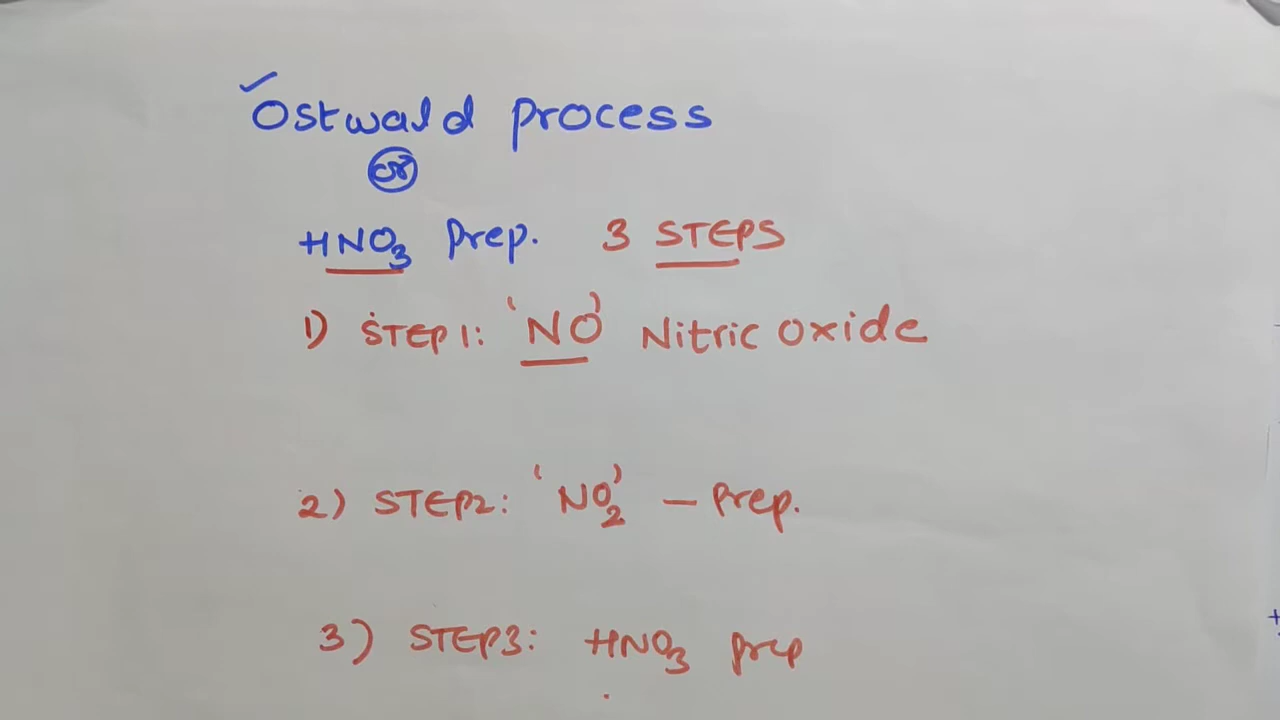 ✓Ostwald process
or
HNO₃ Prep. 3 STEPS
1) STEP1: 'NO' Nitric oxide
2) STEP2: 'NO₂' – Prep.
3) STEP3: HNO₃ prep